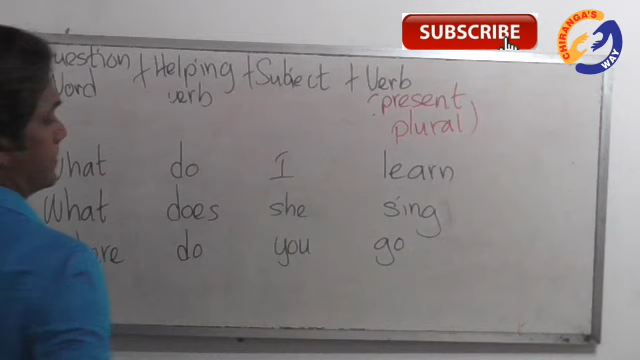 SUBSCRIBE
CHIRANGA'S WAY
uestion + Helping + Subject + Verb
Word verb (present
plural)
What do I learn
What does she sing
do you go